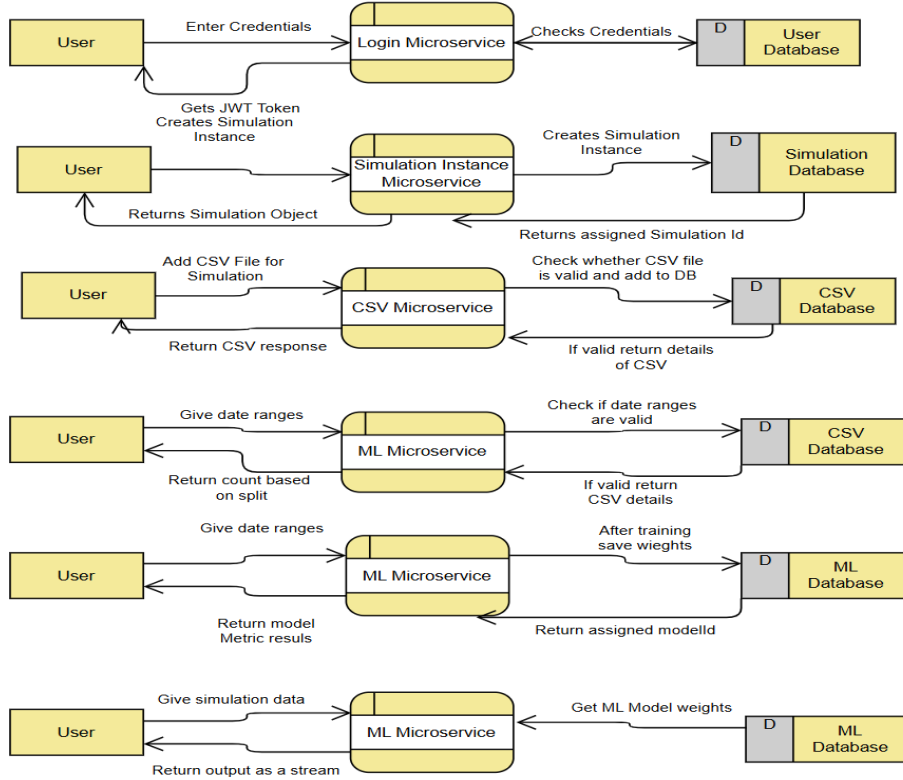 Enter Credentials
User
Login Microservice
Checks Credentials
D
User
Database
Gets JWT Token
Creates Simulation
Instance
User
Simulation Instance
Microservice
Creates Simulation
Instance
D
Simulation
Database
Returns Simulation Object
Returns assigned Simulation Id
Add CSV File for
Simulation
User
CSV Microservice
Check whether CSV file
is valid and add to DB
D
CSV
Database
Return CSV response
If valid return details
of CSV
Give date ranges
User
ML Microservice
Check if date ranges
are valid
D
CSV
Database
Return count based
on split
If valid return
CSV details
Give date ranges
User
ML Microservice
After training
save wieghts
D
ML
Database
Return model
Metric resuls
Return assigned modelId
Give simulation data
User
ML Microservice
Get ML Model weights
D
ML
Database
Return output as a stream